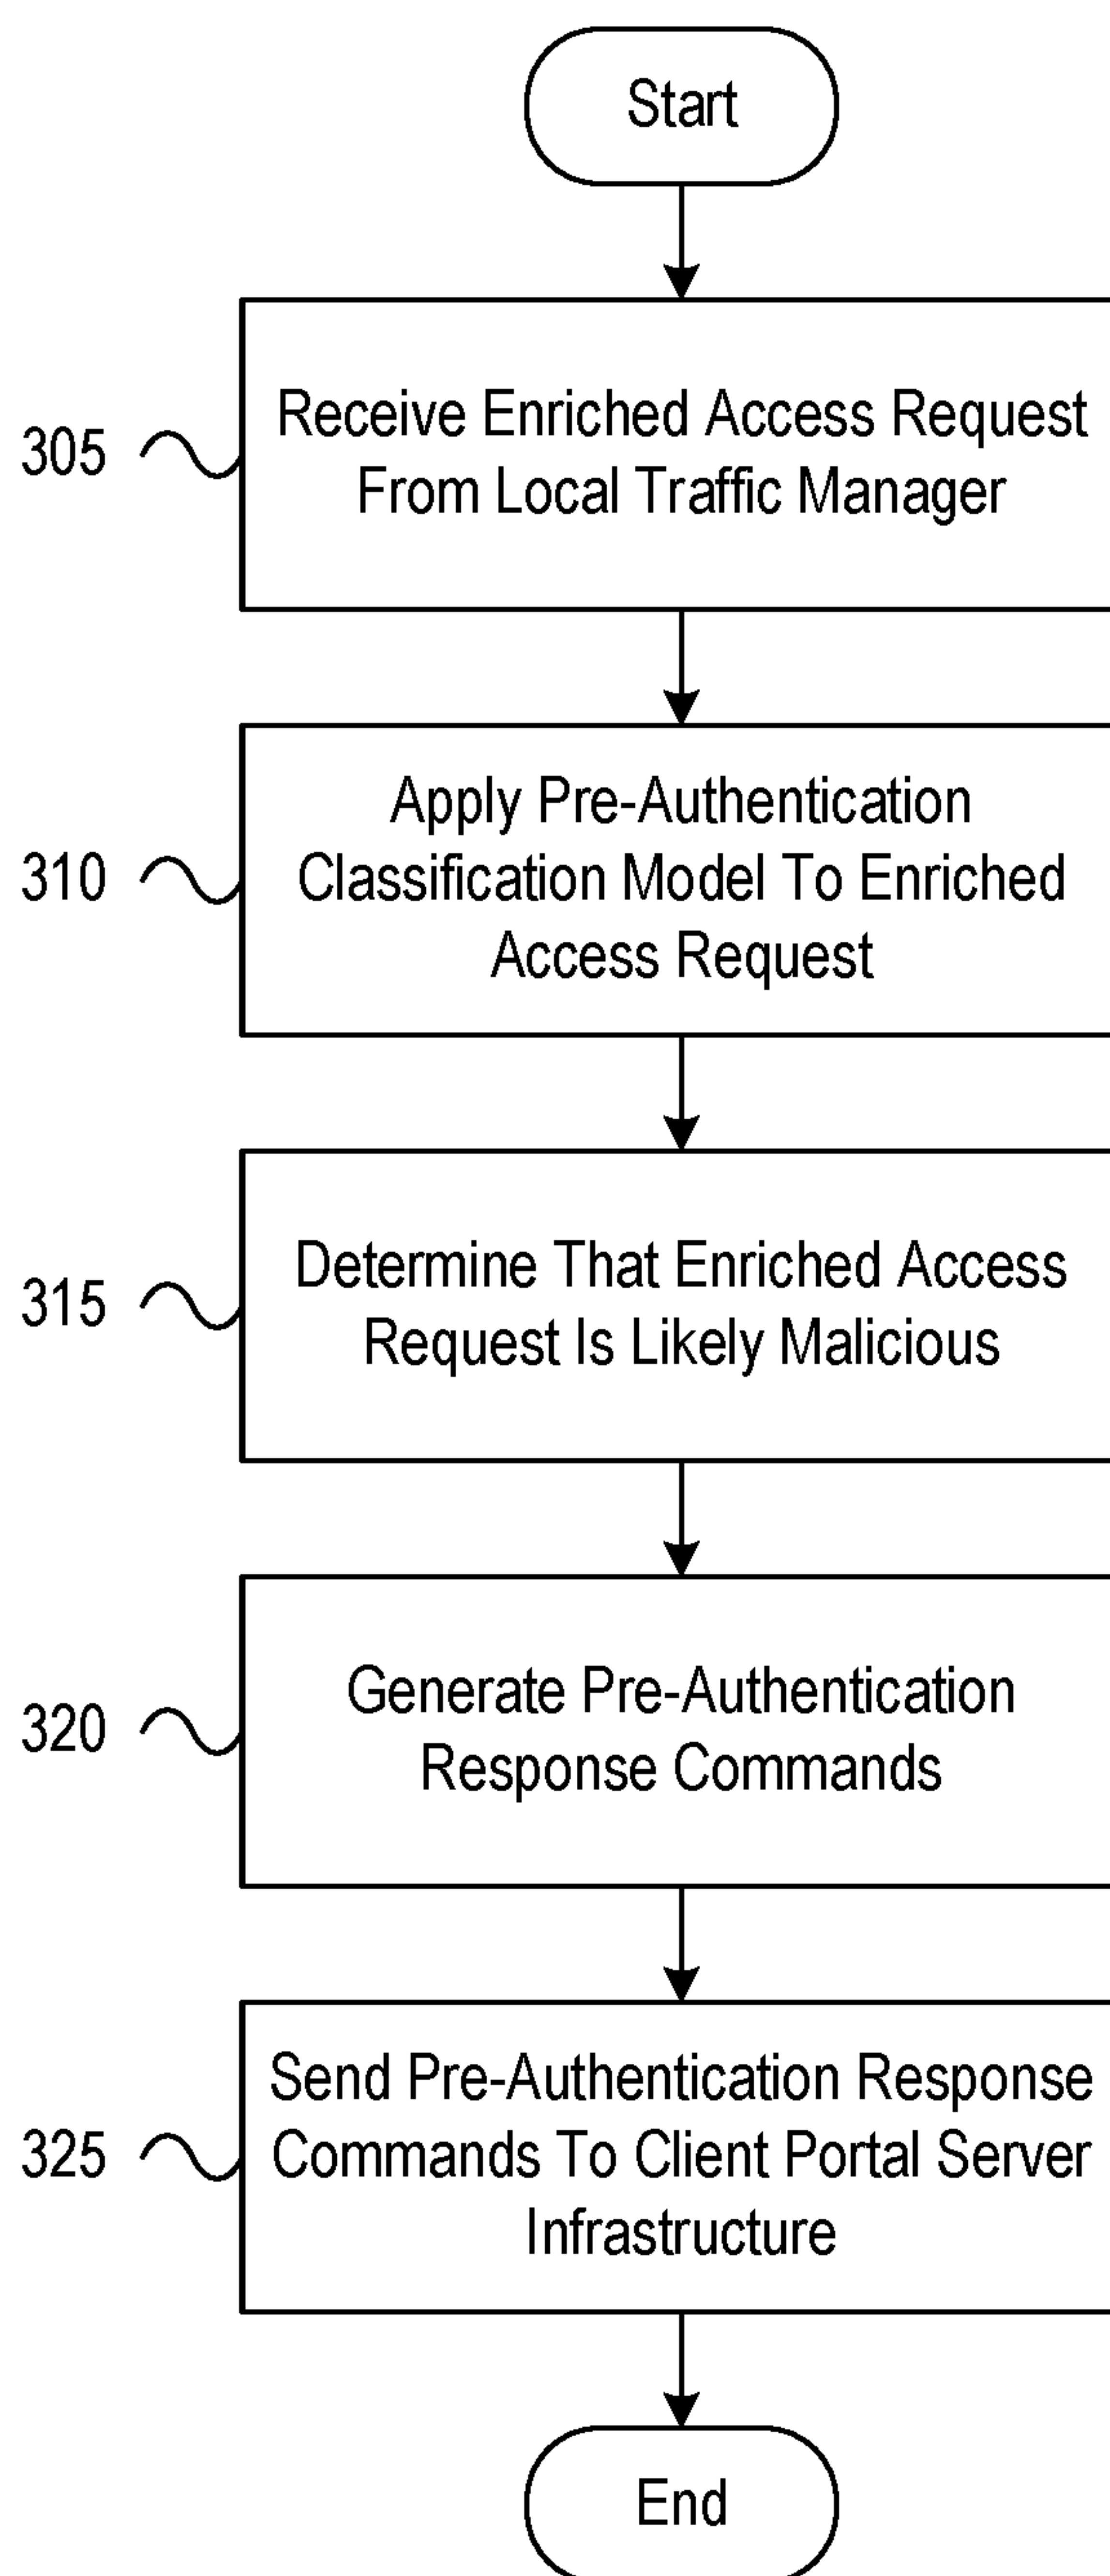 Start
305
Receive Enriched Access Request
From Local Traffic Manager
310
Apply Pre-Authentication
Classification Model To Enriched
Access Request
315
Determine That Enriched Access
Request Is Likely Malicious
320
Generate Pre-Authentication
Response Commands
325
Send Pre-Authentication Response
Commands To Client Portal Server
Infrastructure
End